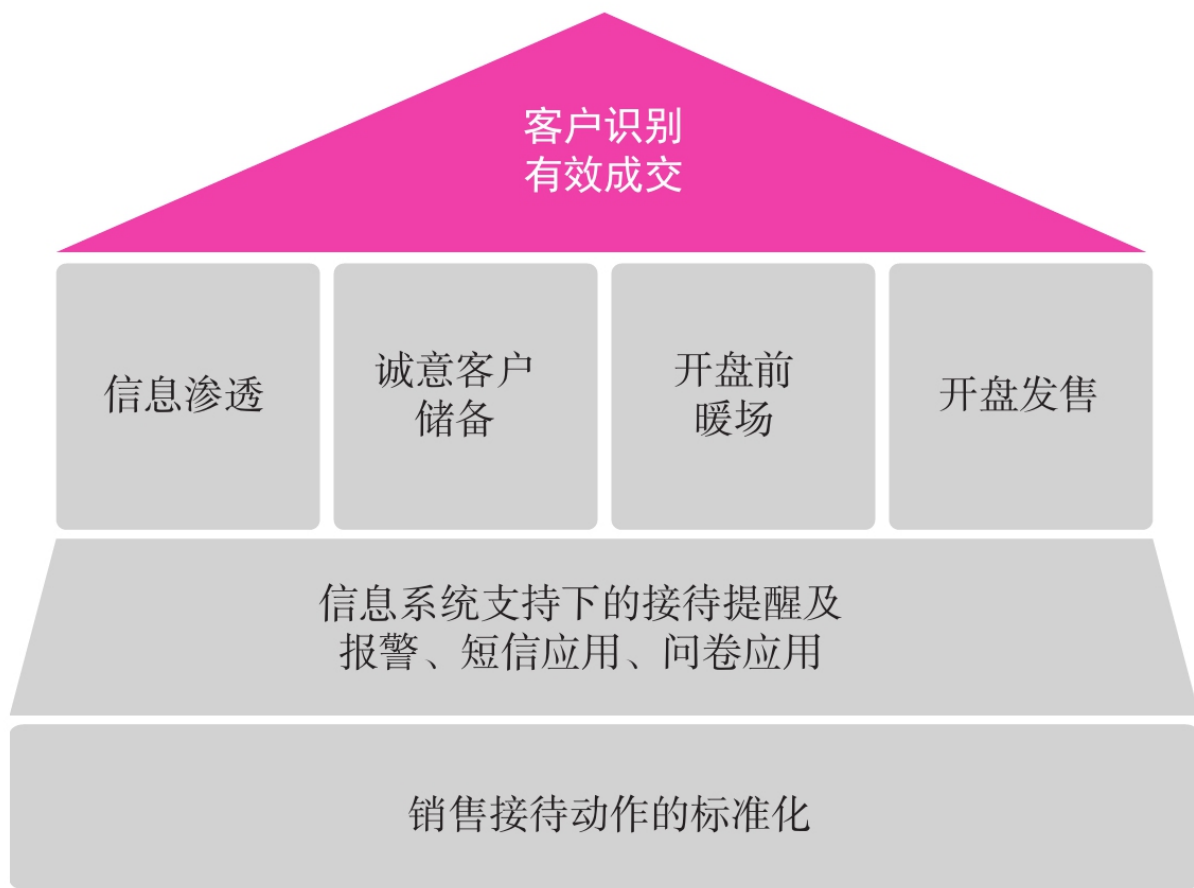 客户识别
有效成交
信息渗透
诚意客户
储备
开盘前
暖场
开盘发售
信息系统支持下的接待提醒及
报警、短信应用、问卷应用
销售接待动作的标准化